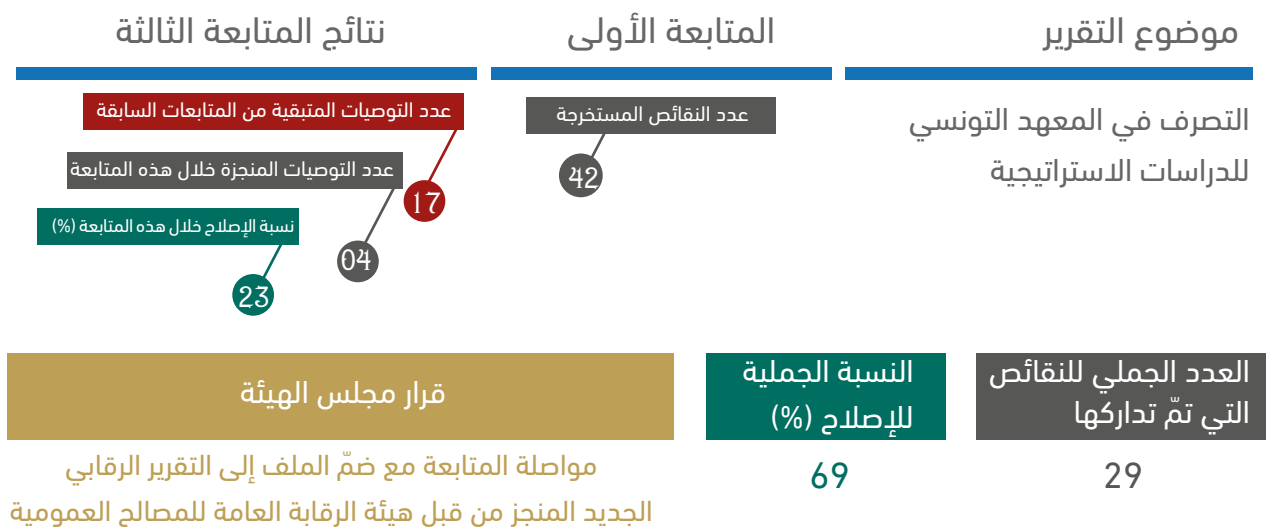 موضوع التقرير
المتابعة الأولى
نتائج المتابعة الثالثة
التصرف في المعهد التونسي
للدراسات الاستراتيجية
عدد النقائص المستخرجة
42
عدد التوصيات المتبقية من المتابعات السابقة
17
عدد التوصيات المنجزة خلال هذه المتابعة
04
نسبة الإصلاح خلال هذه المتابعة (%)
23
العدد الجملي للنقائص
التي تمّ تداركها
29
النسبة الجملية
للإصلاح (%)
69
قرار مجلس الهيئة
مواصلة المتابعة مع ضمّ الملف إلى التقرير الرقابي
الجديد المنجز من قبل هيئة الرقابة العامة للمصالح العمومية